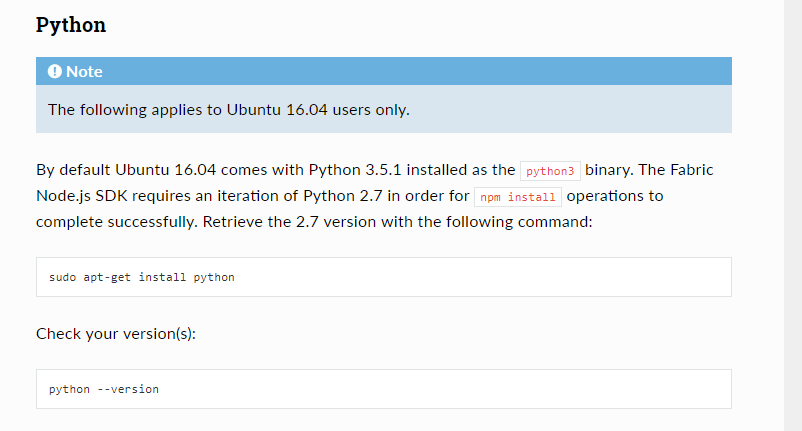 Python
Note
The following applies to Ubuntu 16.04 users only.
By default Ubuntu 16.04 comes with Python 3.5.1 installed as the python3 binary. The Fabric
Node.js SDK requires an iteration of Python 2.7 in order for npm install operations to
complete successfully. Retrieve the 2.7 version with the following command:
sudo apt-get install python
Check your version(s):
python --version